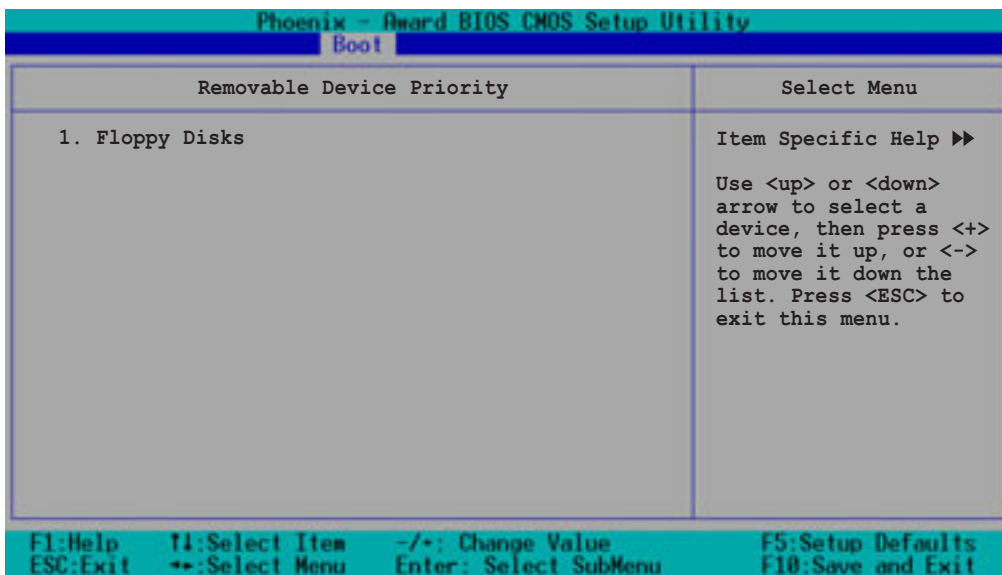 Phoenix - Award BIOS CMOS Setup Utility
Boot
Removable Device Priority
Select Menu
1. Floppy Disks
Item Specific Help ▶▶
Use <up> or <down>
arrow to select a
device, then press <+>
to move it up, or <->
to move it down the
list. Press <ESC> to
exit this menu.
F1:Help ↑↓:Select Item -/+: Change Value F5:Setup Defaults
ESC:Exit ←→:Select Menu Enter: Select SubMenu F10:Save and Exit